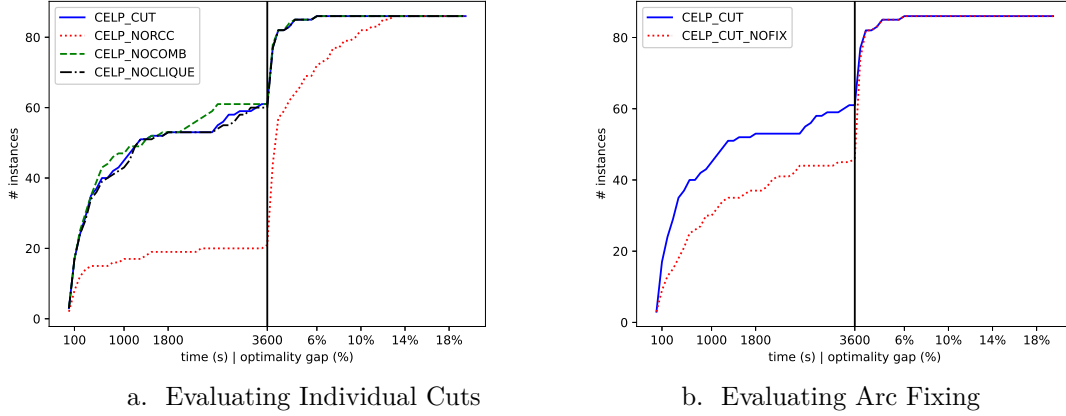 CELP_CUT
CELP_NORCC
CELP_NOCOMB
CELP_NOCLIQUE
# instances
80
60
40
20
0
100 1000 1800 3600 6% 10% 14% 18%
time (s) | optimality gap (%)
a. Evaluating Individual Cuts
CELP_CUT
CELP_CUT_NOFIX
# instances
80
60
40
20
0
100 1000 1800 3600 6% 10% 14% 18%
time (s) | optimality gap (%)
b. Evaluating Arc Fixing